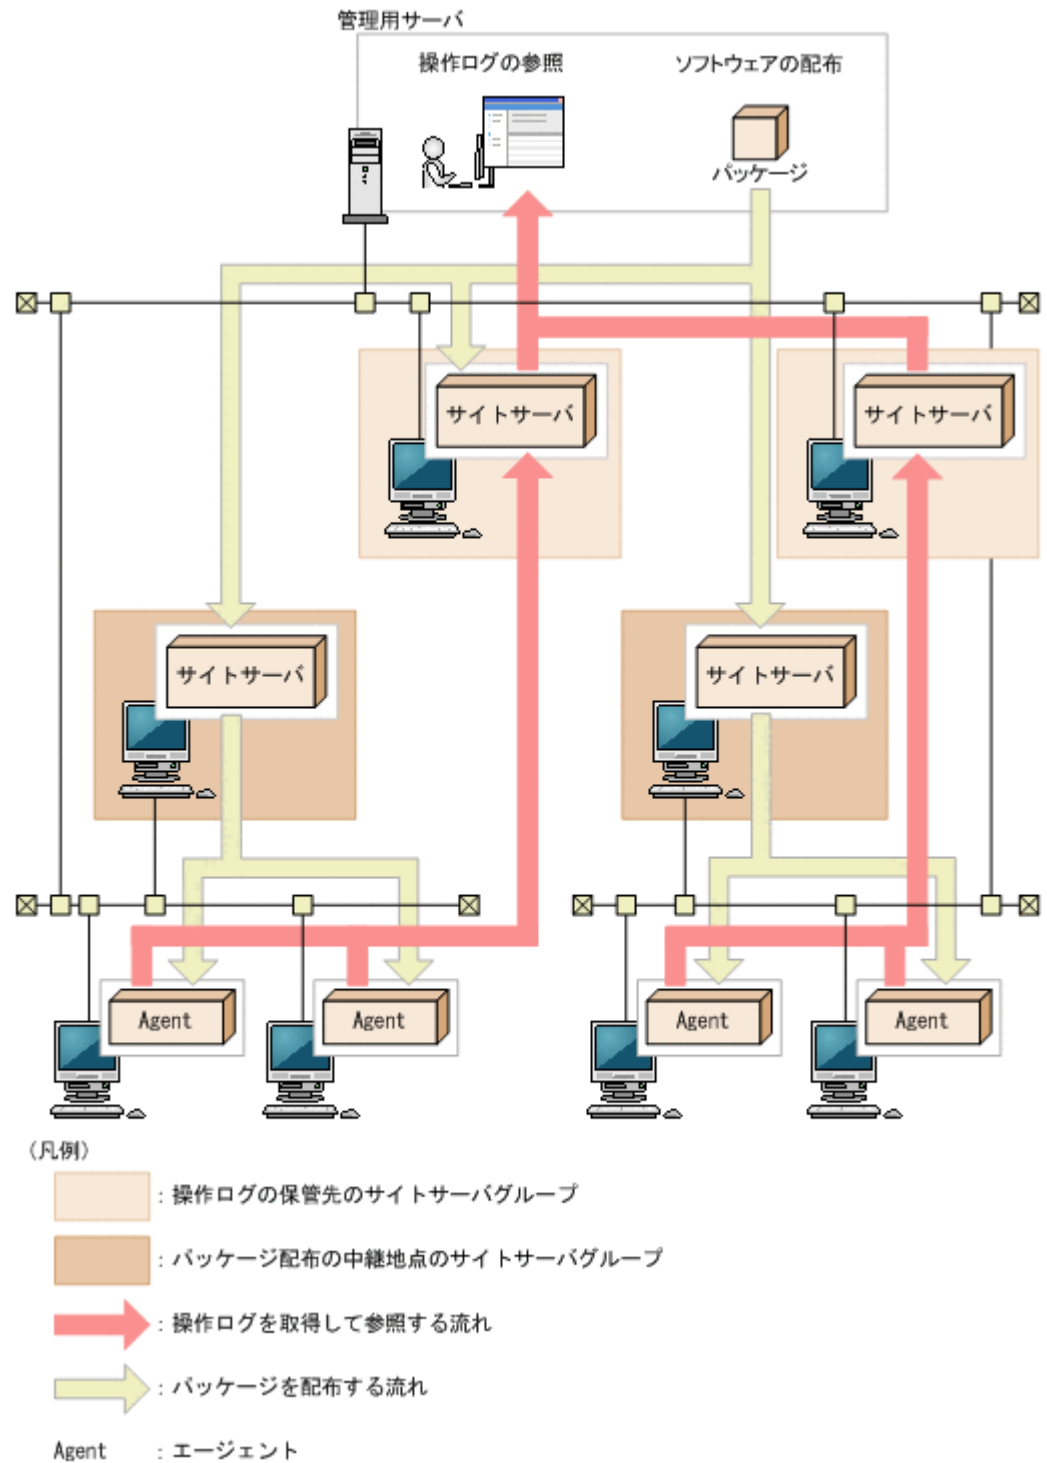 管理用サーバ
操作ログの参照
ソフトウェアの配布
パッケージ
サイトサーバ
サイトサーバ
サイトサーバ
サイトサーバ
Agent
Agent
Agent
Agent
(凡例)
：操作ログの保管先のサイトサーバグループ
：パッケージ配布の中継地点のサイトサーバグループ
：操作ログを取得して参照する流れ
：パッケージを配布する流れ
Agent ：エージェント